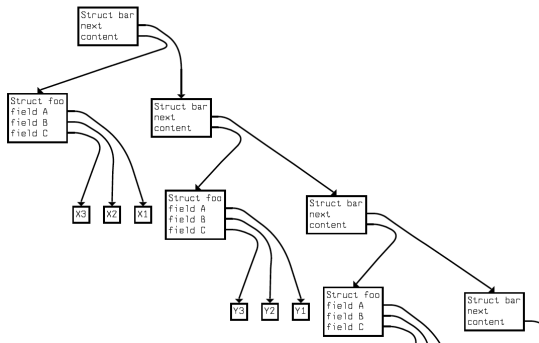 Struct bar
next
content
Struct foo
field A
field B
field C
Struct bar
next
content
X3
X2
X1
Struct foo
field A
field B
field C
Struct bar
next
content
Y3
Y2
Y1
Struct foo
field A
field B
field C
Struct bar
next
content